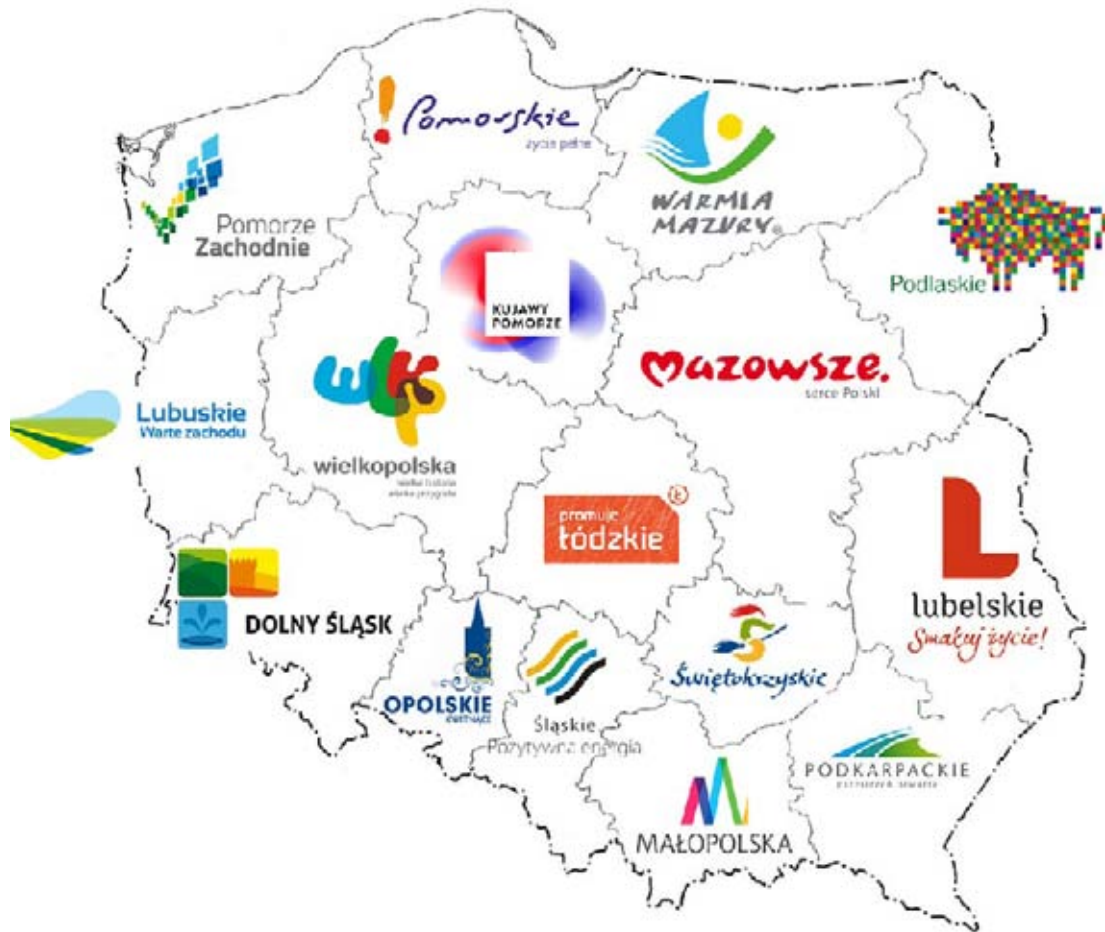 Pomorskie
życia pełne
WARMIA
MAZURY®
Pomorze
Zachodnie
KUJAWY
POMORZE
Podlaskie
Mazowsze.
serce Polski
Lubuskie
Warte zachodu
WLKP
wielkopolska
promuje
łódzkie
L
lubelskie
Smakuj życie!
DOLNY ŚLĄSK
OPOLSKIE
Śląskie
Pozytywna energia
Świętokrzyskie
PODKARPACKIE
MAŁOPOLSKA